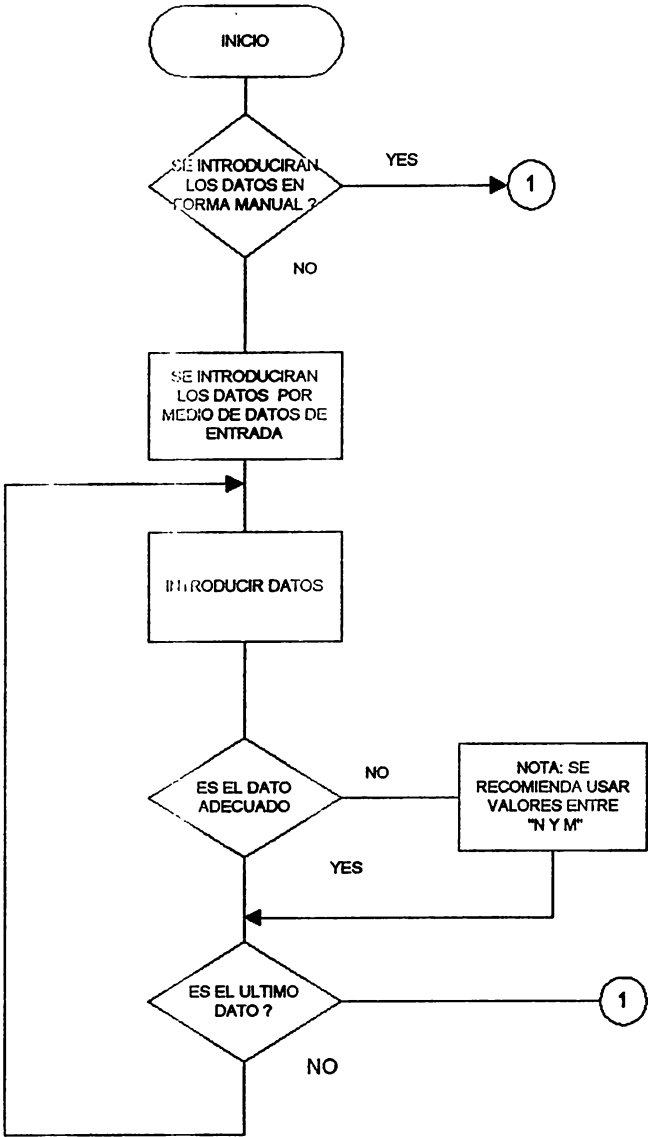 INICIO
SE INTRODUCIRAN
LOS DATOS EN
FORMA MANUAL ?
YES
1
NO
SE INTRODUCIRAN
LOS DATOS POR
MEDIO DE DATOS DE
ENTRADA
INTRODUCIR DATOS
ES EL DATO
ADECUADO
NO
NOTA: SE
RECOMIENDA USAR
VALORES ENTRE
"N Y M"
YES
ES EL ULTIMO
DATO ?
1
NO